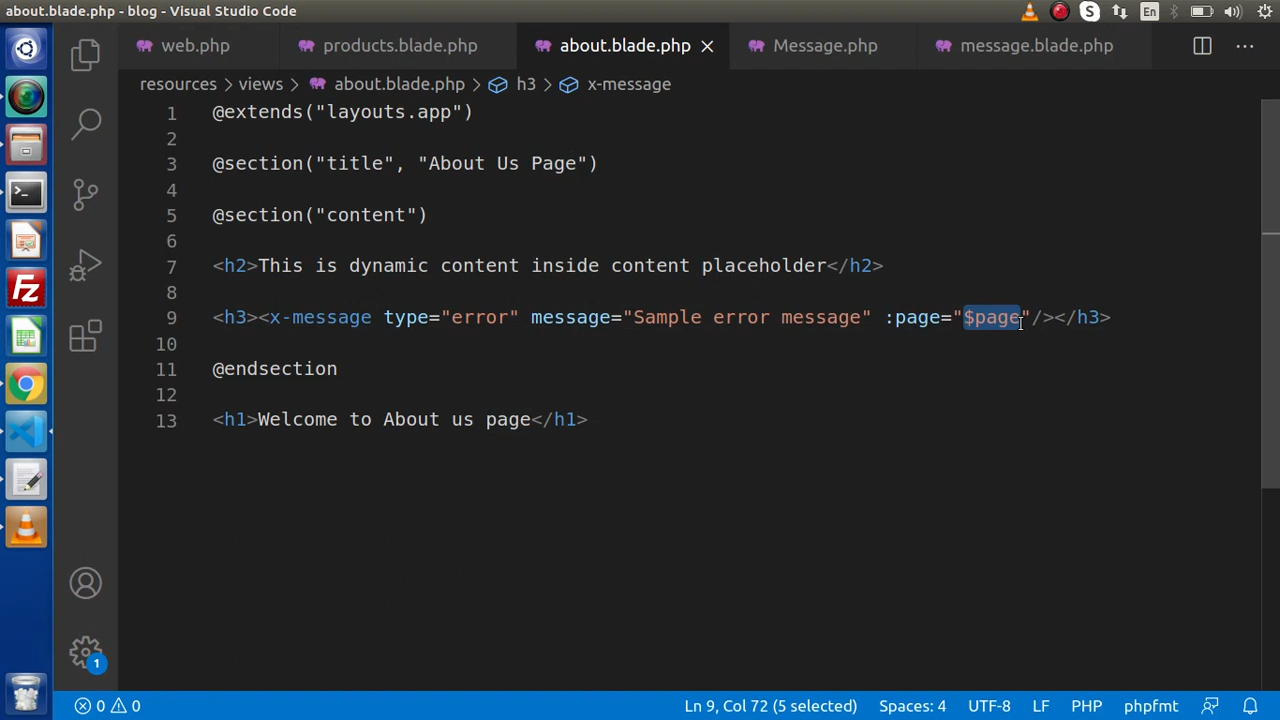 about.blade.php - blog - Visual Studio Code
S En
web.php products.blade.php about.blade.php Message.php message.blade.php
resources > views > about.blade.php > h3 > x-message
1 @extends("layouts.app")
2
3 @section("title", "About Us Page")
4
5 @section("content")
6
7 <h2>This is dynamic content inside content placeholder</h2>
8
9 <h3><x-message type="error" message="Sample error message" :page="$page"/></h3>
10
11 @endsection
12
13 <h1>Welcome to About us page</h1>
Fz
1
0 0 Ln 9, Col 72 (5 selected) Spaces: 4 UTF-8 LF PHP phpfmt